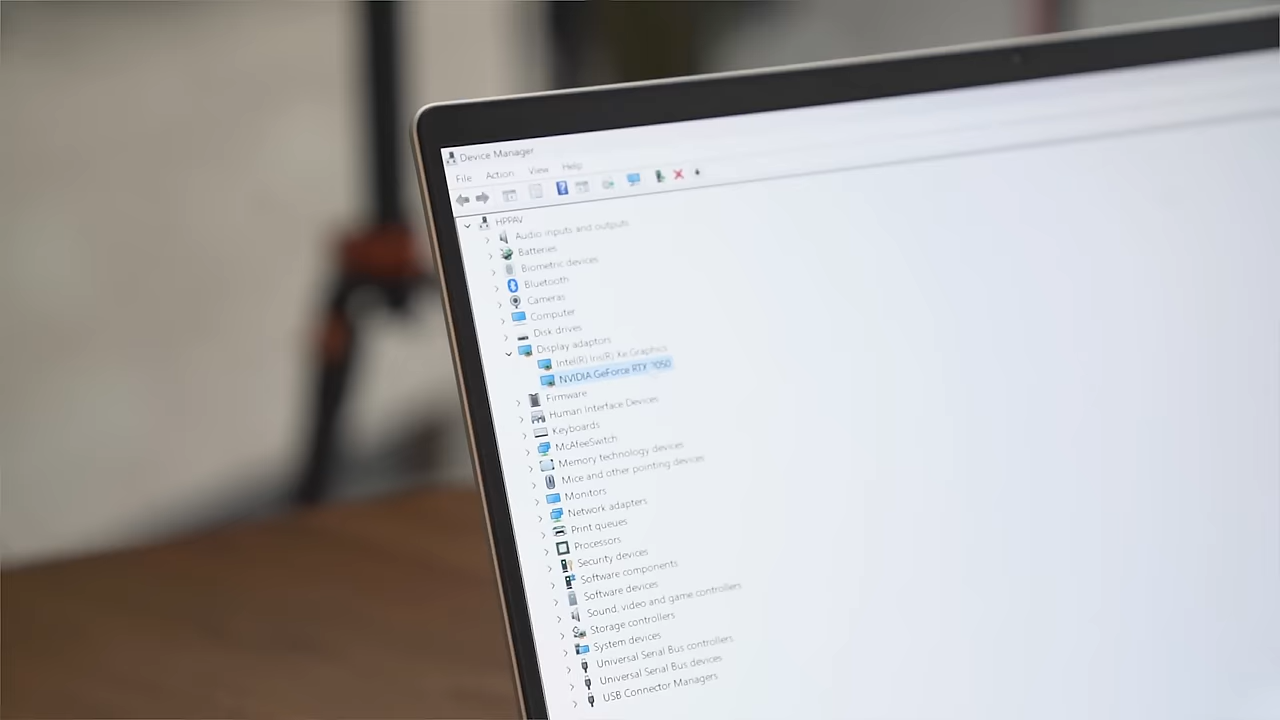 Device Manager
File Action View Help
HPPAV
Audio inputs and outputs
Batteries
Biometric devices
Bluetooth
Cameras
Computer
Disk drives
Display adaptors
Intel(R) Iris(R) Xe Graphics
NVIDIA GeForce RTX 3050
Firmware
Human Interface Devices
Keyboards
McAfeeSwitch
Memory technology devices
Mice and other pointing devices
Monitors
Network adapters
Print queues
Processors
Security devices
Software components
Software devices
Sound, video and game controllers
Storage controllers
System devices
Universal Serial Bus controllers
Universal Serial Bus devices
USB Connector Managers